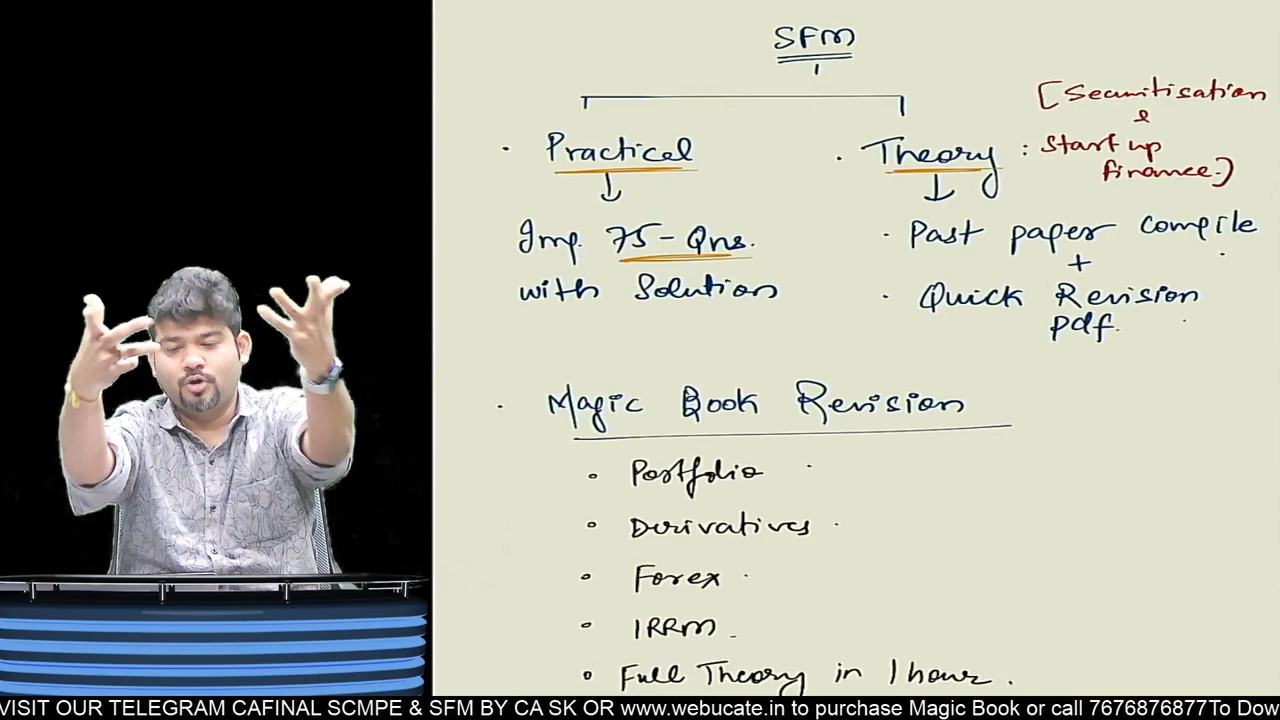 SFM
[Securitisation
&
Practical
Theory : Start up
finance.)
Imp. 75 - Qns.
with Solution
Past paper compile
+
Quick Revision
pdf.
Magic Book Revision
Portfolio
Derivatives
Forex
IRRM
Full Theory in 1 hour.
VISIT OUR TELEGRAM CAFINAL SCMPE & SFM BY CA SK OR www.webucate.in to purchase Magic Book or call 7676876877To Dow